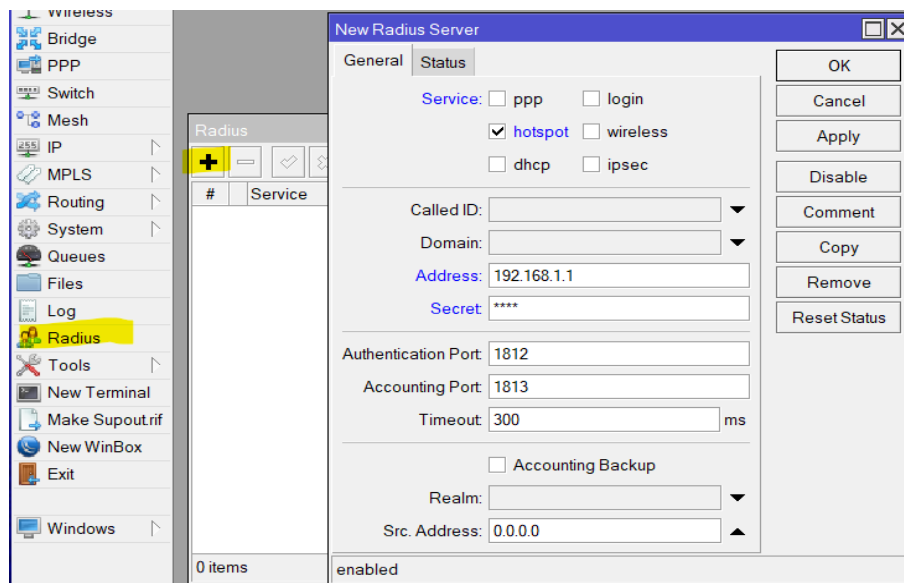 Wireless
Bridge
PPP
Switch
Mesh
255 IP
MPLS
Routing
System
Queues
Files
Log
Radius
Tools
New Terminal
Make Supout.rif
New WinBox
Exit
Windows
Radius
# Service
0 items
New Radius Server
General Status
Service: ppp login
hotspot wireless
dhcp ipsec
Called ID:
Domain:
Address: 192.168.1.1
Secret: ****
Authentication Port: 1812
Accounting Port: 1813
Timeout: 300 ms
Accounting Backup
Realm:
Src. Address: 0.0.0.0
enabled
OK
Cancel
Apply
Disable
Comment
Copy
Remove
Reset Status